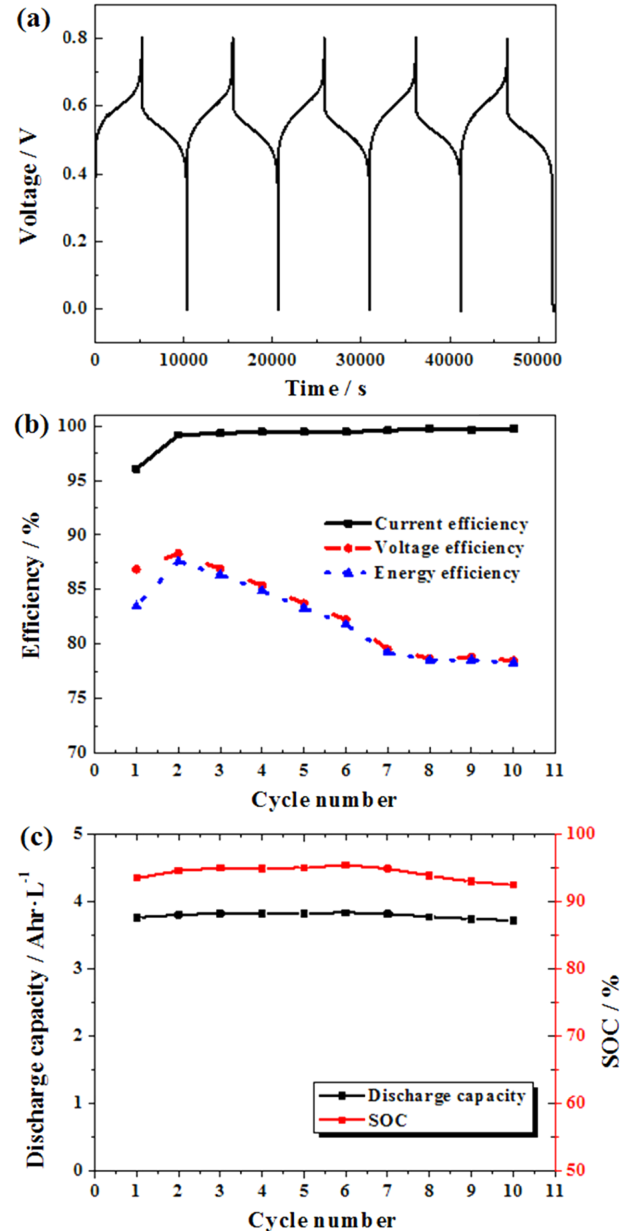 (a)
Voltage / V
0.8
0.6
0.4
0.2
0.0
0 10000 20000 30000 40000 50000
Time / s
(b)
Efficiency / %
100
95
90
85
80
75
70
Current efficiency
Voltage efficiency
Energy efficiency
0 1 2 3 4 5 6 7 8 9 10 11
Cycle number
(c)
Discharge capacity / Ahr·L⁻¹
5
4
3
2
1
0
100
90
80
70
60
50
SOC / %
Discharge capacity
SOC
0 1 2 3 4 5 6 7 8 9 10 11
Cycle number